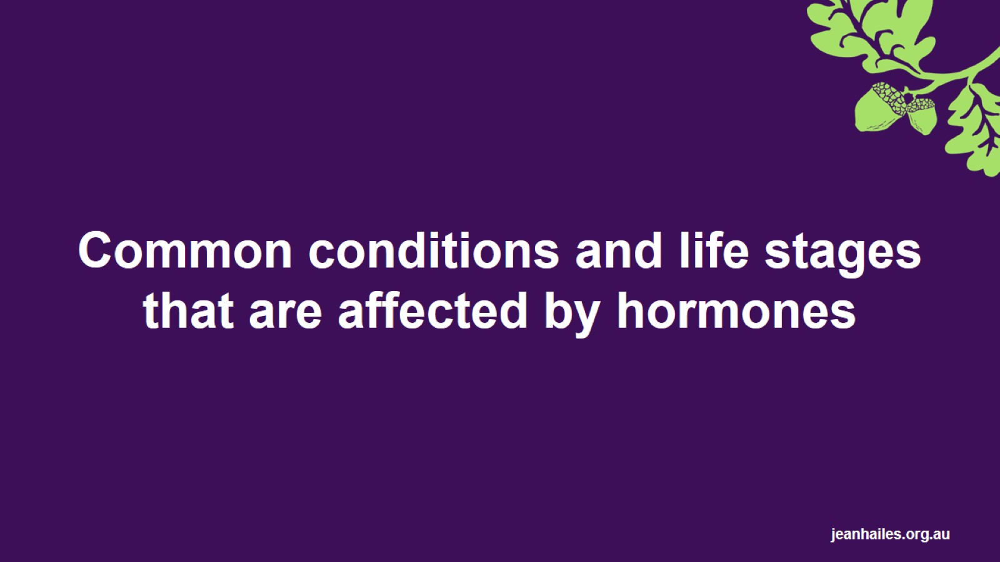 Common conditions and life stages
that are affected by hormones
jeanhailes.org.au